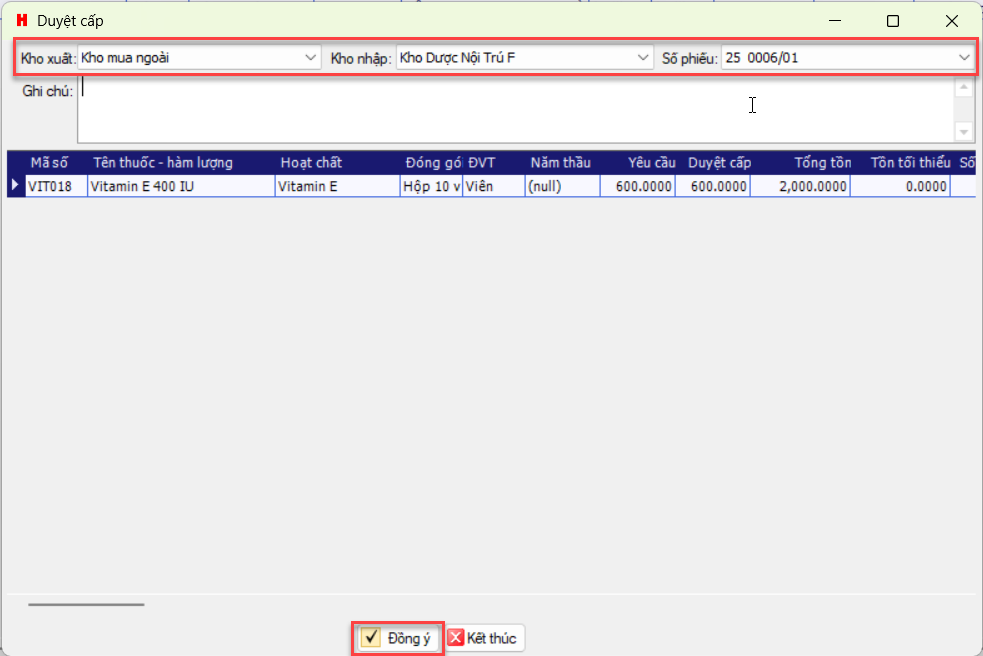 H Duyệt cấp
Kho xuất: Kho mua ngoài Kho nhập: Kho Dược Nội Trú F Số phiếu: 25 0006/01
Ghi chú:
Mã số Tên thuốc - hàm lượng Hoạt chất Đóng gói ĐVT Năm thầu Yêu cầu Duyệt cấp Tổng tồn Tồn tối thiểu Số
VIT018 Vitamin E 400 IU Vitamin E Hộp 10 v Viên (null) 600.0000 600.0000 2,000.0000 0.0000
Đồng ý Kết thúc